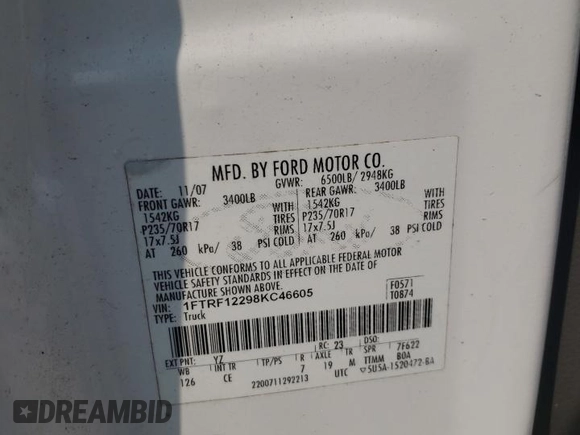 MFD. BY FORD MOTOR CO.
DATE: 11/07 GVWR: 6500LB/ 2948KG
FRONT GAWR: 3400LB REAR GAWR: 3400LB
1542KG WITH 1542KG WITH
P235/70R17 TIRES P235/70R17 TIRES
17x7.5J RIMS 17x7.5J RIMS
AT 260 kPa/ 38 PSI COLD AT 260 kPa/ 38 PSI COLD
THIS VEHICLE CONFORMS TO ALL APPLICABLE FEDERAL MOTOR
VEHICLE SAFETY STANDARDS IN EFFECT ON THE DATE OF
MANUFACTURE SHOWN ABOVE.
VIN: 1FTRF12298KC46605 F0571
TYPE: Truck T0874
EXT PNT: YZ RC: 23 DSO:
WB INT TR TP/PS R AXLE TR SPR 7F622
126 CE 7 19 M TTMM BOA
2200711292213 UTC 5U5A-1520472-BA
DREAMBID